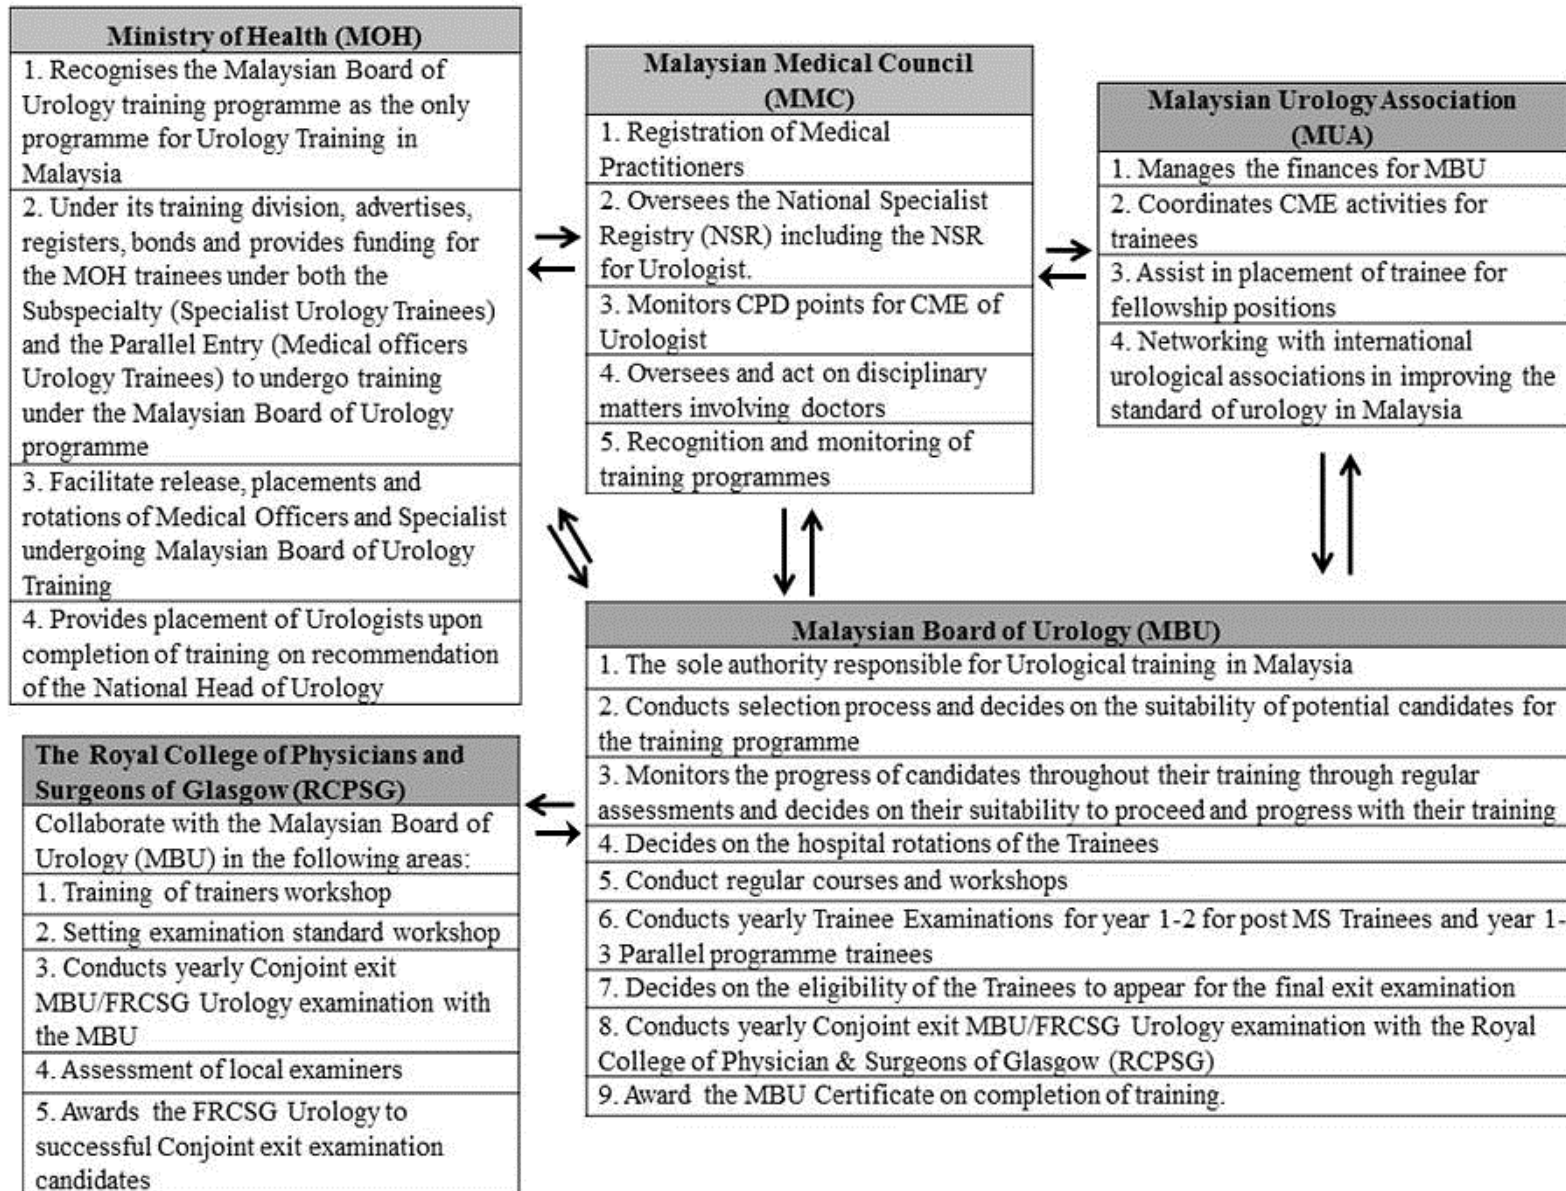 Ministry of Health (MOH)
1. Recognises the Malaysian Board of
Urology training programme as the only
programme for Urology Training in
Malaysia
2. Under its training division, advertises,
registers, bonds and provides funding for
the MOH trainees under both the
Subspecialty (Specialist Urology Trainees)
and the Parallel Entry (Medical officers
Urology Trainees) to undergo training
under the Malaysian Board of Urology
programme
3. Facilitate release, placements and
rotations of Medical Officers and Specialist
undergoing Malaysian Board of Urology
Training
4. Provides placement of Urologists upon
completion of training on recommendation
of the National Head of Urology
Malaysian Medical Council
(MMC)
1. Registration of Medical
Practitioners
2. Oversees the National Specialist
Registry (NSR) including the NSR
for Urologist.
3. Monitors CPD points for CME of
Urologist
4. Oversees and act on disciplinary
matters involving doctors
5. Recognition and monitoring of
training programmes
Malaysian Urology Association
(MUA)
1. Manages the finances for MBU
2. Coordinates CME activities for
trainees
3. Assist in placement of trainee for
fellowship positions
4. Networking with international
urological associations in improving the
standard of urology in Malaysia
The Royal College of Physicians and
Surgeons of Glasgow (RCPSG)
Collaborate with the Malaysian Board of
Urology (MBU) in the following areas:
1. Training of trainers workshop
2. Setting examination standard workshop
3. Conducts yearly Conjoint exit
MBU/FRCSG Urology examination with
the MBU
4. Assessment of local examiners
5. Awards the FRCSG Urology to
successful Conjoint exit examination
candidates
Malaysian Board of Urology (MBU)
1. The sole authority responsible for Urological training in Malaysia
2. Conducts selection process and decides on the suitability of potential candidates for
the training programme
3. Monitors the progress of candidates throughout their training through regular
assessments and decides on their suitability to proceed and progress with their training
4. Decides on the hospital rotations of the Trainees
5. Conduct regular courses and workshops
6. Conducts yearly Trainee Examinations for year 1-2 for post MS Trainees and year 1-
3 Parallel programme trainees
7. Decides on the eligibility of the Trainees to appear for the final exit examination
8. Conducts yearly Conjoint exit MBU/FRCSG Urology examination with the Royal
College of Physician & Surgeons of Glasgow (RCPSG)
9. Award the MBU Certificate on completion of training.